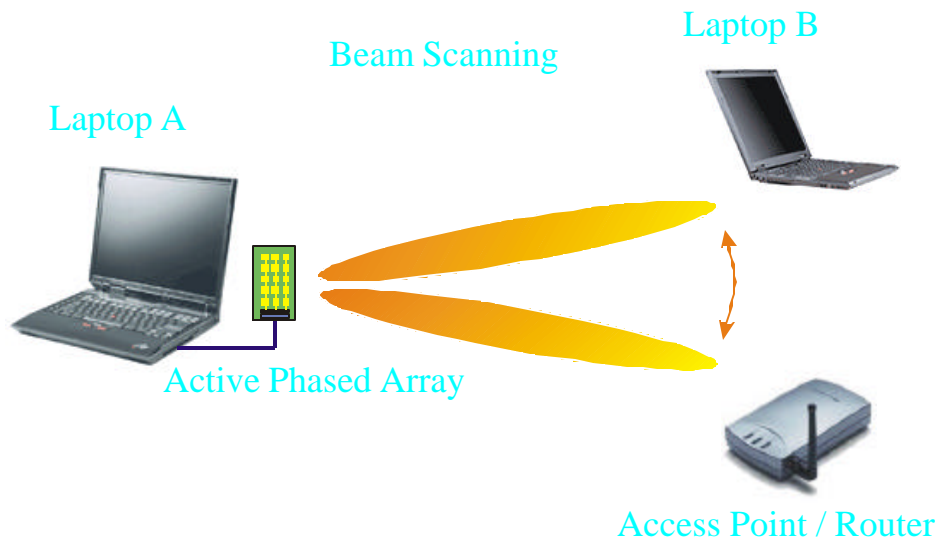 Laptop B
Beam Scanning
Laptop A
Active Phased Array
Access Point / Router